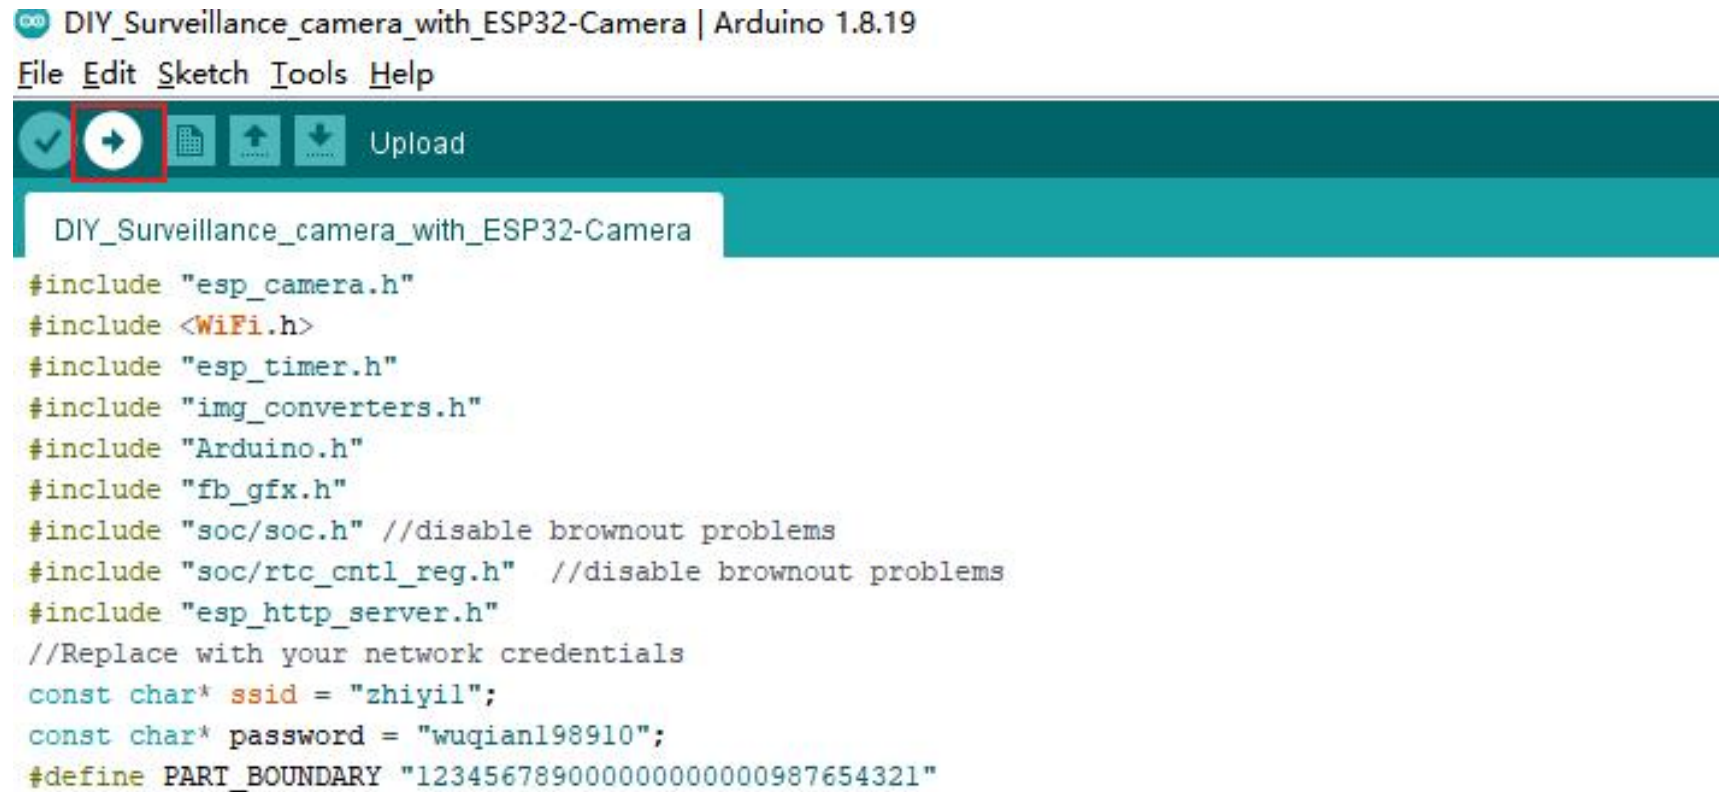 DIY_Surveillance_camera_with_ESP32-Camera | Arduino 1.8.19
File Edit Sketch Tools Help
Upload
DIY_Surveillance_camera_with_ESP32-Camera
#include "esp_camera.h"
#include <WiFi.h>
#include "esp_timer.h"
#include "img_converters.h"
#include "Arduino.h"
#include "fb_gfx.h"
#include "soc/soc.h" //disable brownout problems
#include "soc/rtc_cntl_reg.h"  //disable brownout problems
#include "esp_http_server.h"
//Replace with your network credentials
const char* ssid = "zhiyi1";
const char* password = "wuqian198910";
#define PART_BOUNDARY "123456789000000000000987654321"